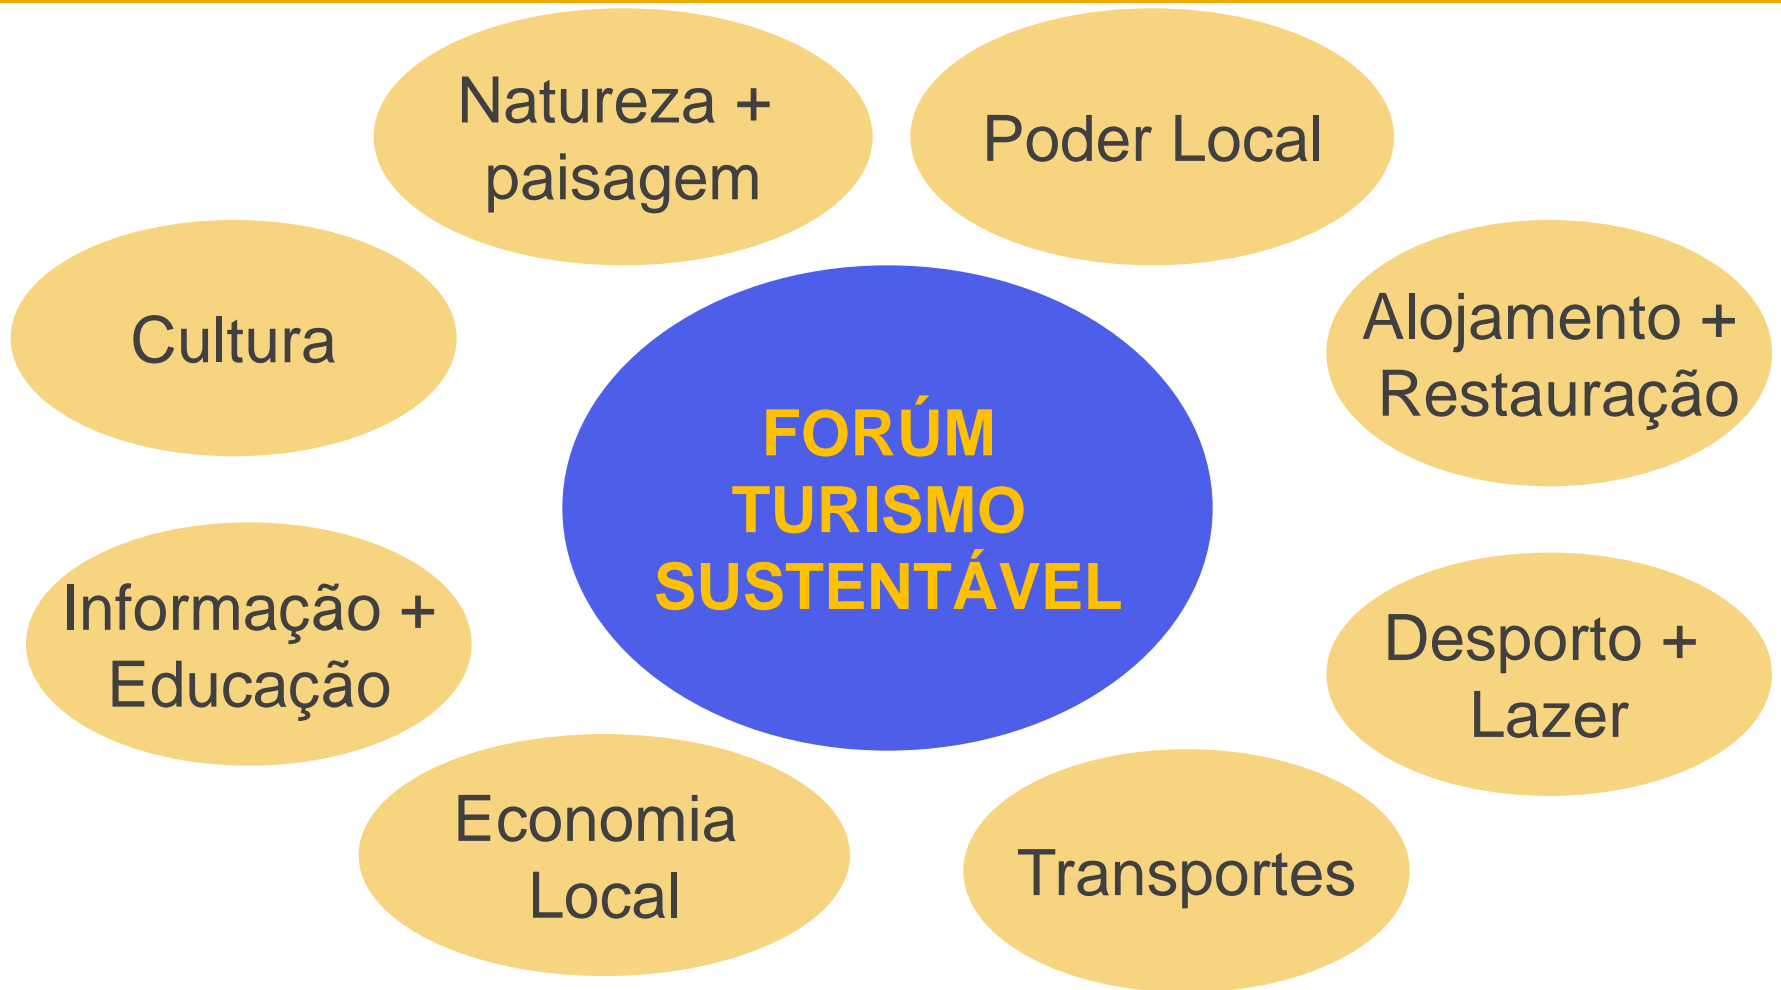 Natureza +
paisagem
Poder Local
Cultura
Alojamento +
Restauração
FORÚM
TURISMO
SUSTENTÁVEL
Informação +
Educação
Desporto +
Lazer
Economia
Local
Transportes